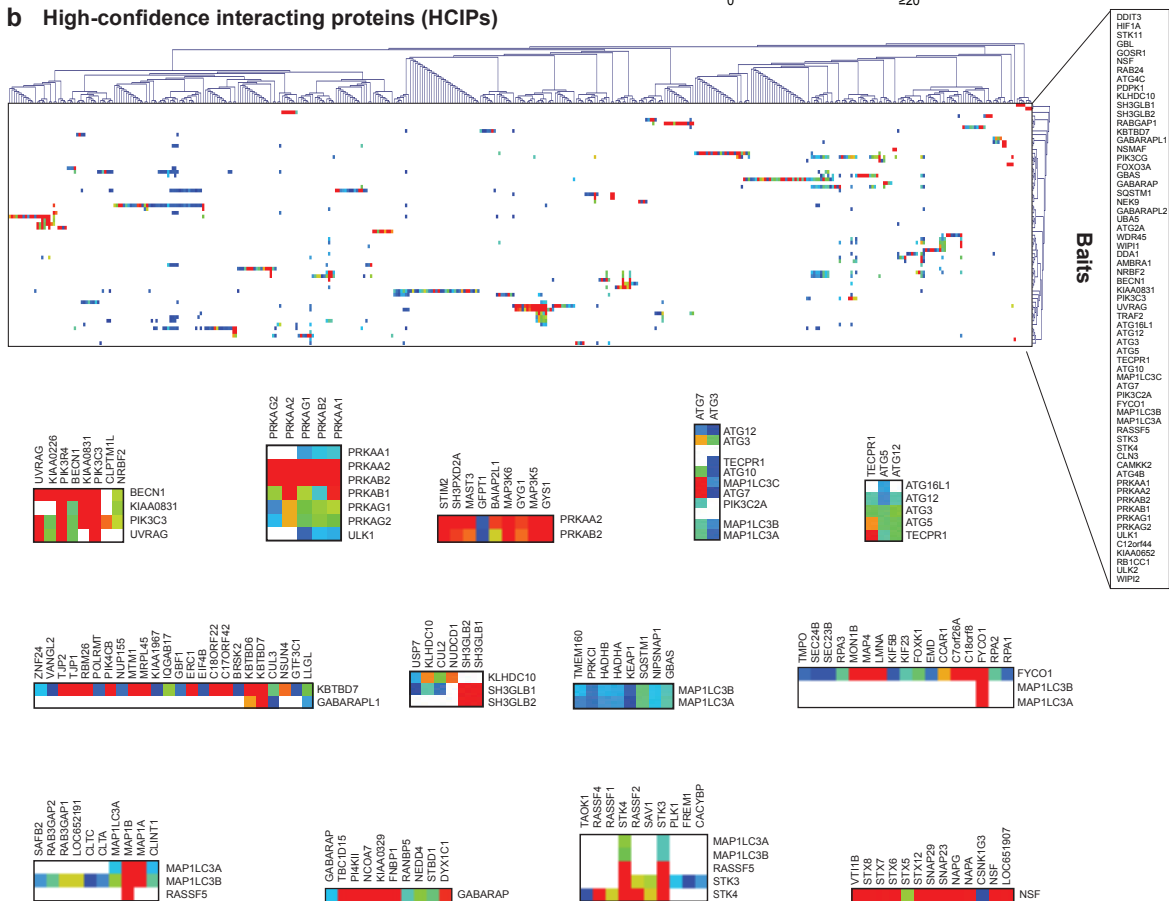 0
≥20
b High-confidence interacting proteins (HCIPs)
DDIT3
HIF1A
STK11
GBL
GOSR1
NSF
RAB24
ATG4C
PDPK1
KLHDC10
SH3GLB1
SH3GLB2
RABGAP1
KBTBD7
GABARAPL1
NSMAF
PIK3CG
FOXO3A
GBAS
GABARAP
SQSTM1
NEK9
GABARAPL2
UBA5
ATG2A
WDR45
WIPI1
DDA1
AMBRA1
NRBF2
BECN1
KIAA0831
PIK3C3
UVRAG
TRAF2
ATG16L1
ATG12
ATG3
ATG5
TECPR1
ATG10
MAP1LC3C
ATG7
PIK3C2A
FYCO1
MAP1LC3B
MAP1LC3A
RASSF5
STK3
STK4
CLN3
CAMKK2
ATG4B
PRKAA1
PRKAA2
PRKAB2
PRKAB1
PRKAG1
PRKAG2
ULK1
C12orf44
KIAA0652
RB1CC1
ULK2
WIPI2
Baits
UVRAG
KIAA0226
PIK3R4
BECN1
KIAA0831
PIK3C3
CLPTM1L
NRBF2
BECN1
KIAA0831
PIK3C3
UVRAG
PRKAG2
PRKAA2
PRKAG1
PRKAB2
PRKAA1
PRKAA1
PRKAA2
PRKAB2
PRKAB1
PRKAG1
PRKAG2
ULK1
STIM2
SH3PXD2A
MAST3
GFPT1
BAIAP2L1
MAP3K6
GYG1
MAP3K5
GYS1
PRKAA2
PRKAB2
ATG7
ATG3
ATG12
ATG3
TECPR1
ATG10
MAP1LC3C
ATG7
PIK3C2A
MAP1LC3B
MAP1LC3A
TECPR1
ATG5
ATG12
ATG16L1
ATG12
ATG3
ATG5
TECPR1
ZNF24
VANGL2
TJP2
TJP1
RBM26
POLRMT
PIK4CB
NUP155
MTM1
MRPL45
KIAA1967
IQGAB17
GBF1
ERC1
EIF4B
C18ORF22
C17ORF42
BRSK2
KBTBD6
KBTBD7
CUL3
NSUN4
GTF3C1
LLGL
KBTBD7
GABARAPL1
USP7
KLHDC10
CUL2
NUDCD1
SH3GLB2
SH3GLB1
KLHDC10
SH3GLB1
SH3GLB2
TMEM160
PRKCI
HADHB
HADHA
KEAP1
SQSTM1
NIPSNAP1
GBAS
MAP1LC3B
MAP1LC3A
TMPO
SEC24B
SEC23B
RPA3
MON1B
MAP4
LMNA
KIF5B
KIF23
FOXK1
EMD
CCAR1
C7orf26A
C18orf8
FYCO1
RPA2
RPA1
FYCO1
MAP1LC3B
MAP1LC3A
SAFB2
RAB3GAP2
RAB3GAP1
LOC652191
CLTC
CLTA
MAP1LC3A
MAP1B
MAP1A
CLINT1
MAP1LC3A
MAP1LC3B
RASSF5
GABARAP
TBC1D15
PI4KII
NCOA7
KIAA0329
FNBP1
RANBP5
NEDD4
STBD1
DYX1C1
GABARAP
TAOK1
RASSF4
RASSF1
STK4
RASSF2
SAV1
STK3
PLK1
FREM1
CACYBP
MAP1LC3A
MAP1LC3B
RASSF5
STK3
STK4
VT1B
STX8
STX7
STX6
STX5
STX12
SNAP29
SNAP23
NAPG
NAPA
CSNK1G3
NSF
LOC651907
NSF